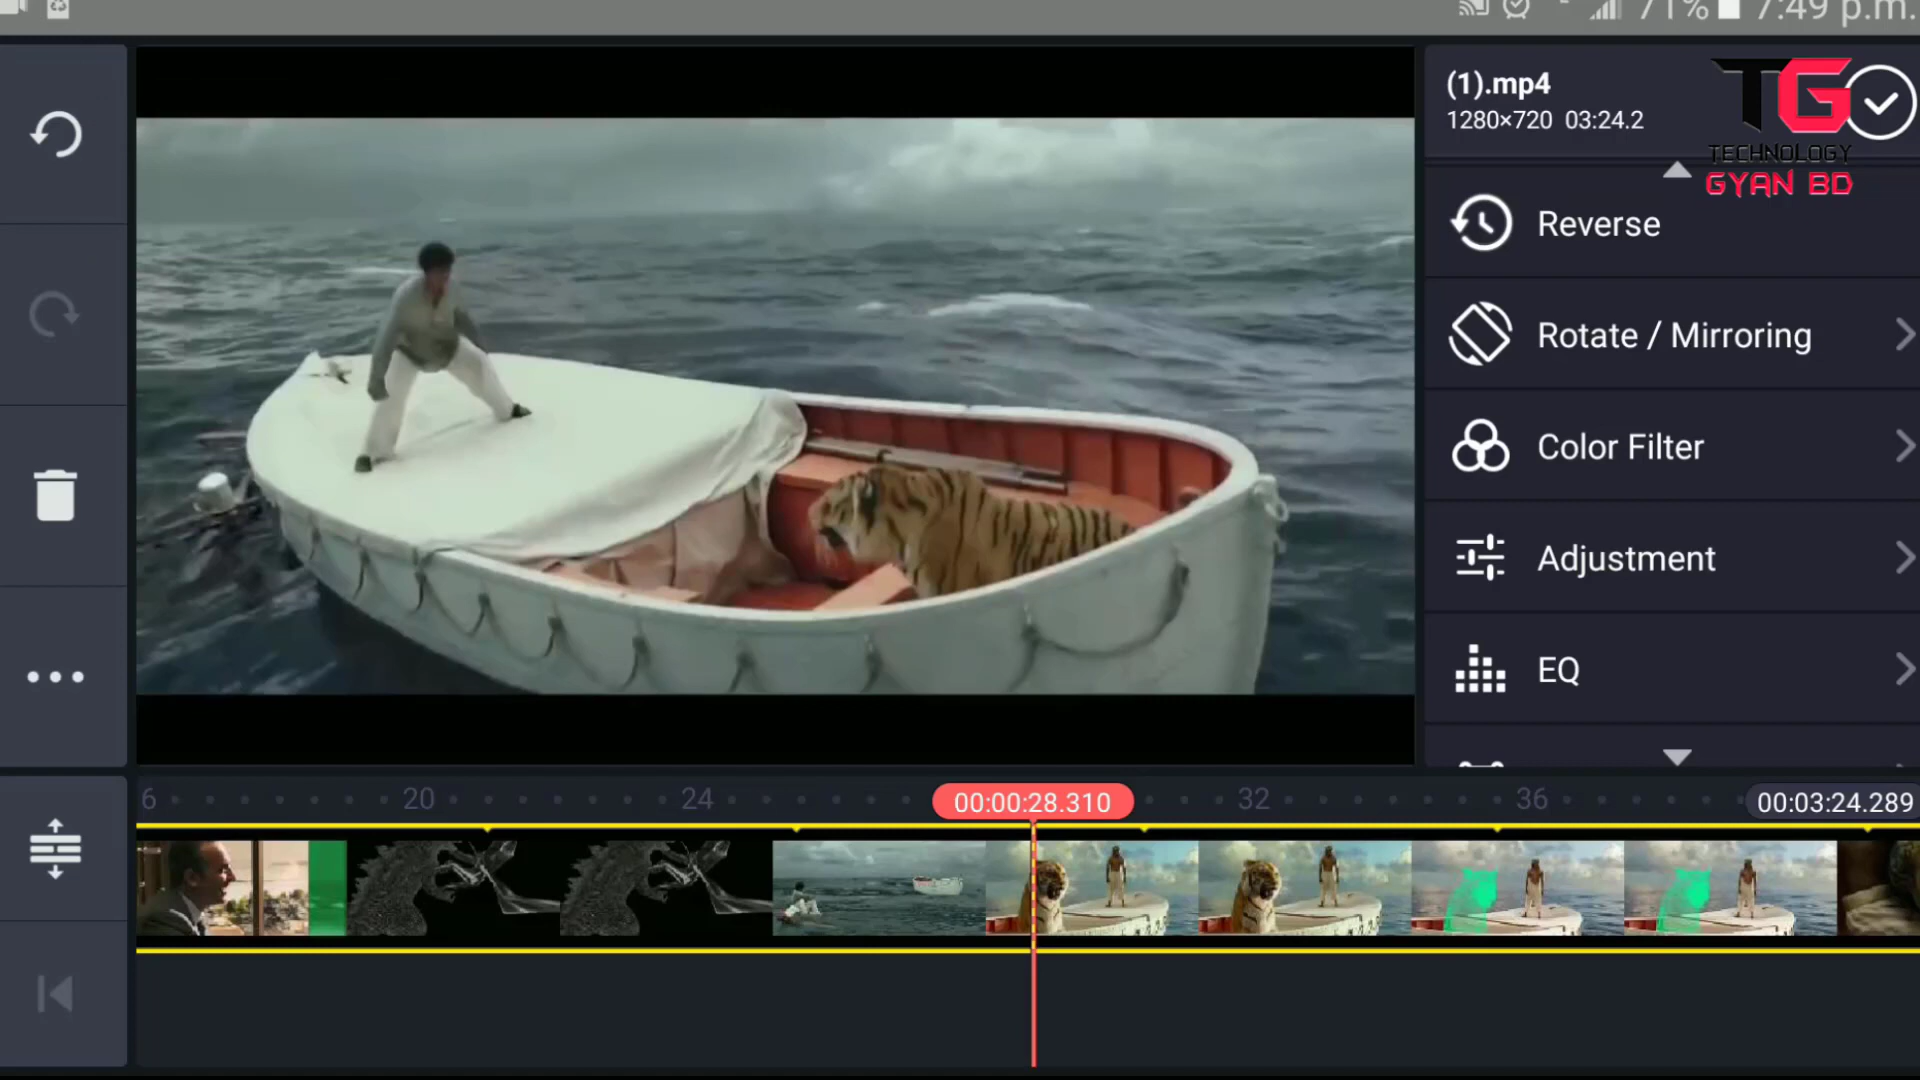 71% 7:49 p.m.
(1).mp4
1280×720 03:24.2
TG
TECHNOLOGY
GYAN BD
Reverse
Rotate / Mirroring
Color Filter
Adjustment
EQ
6 20 24 00:00:28.310 32 36 00:03:24.289